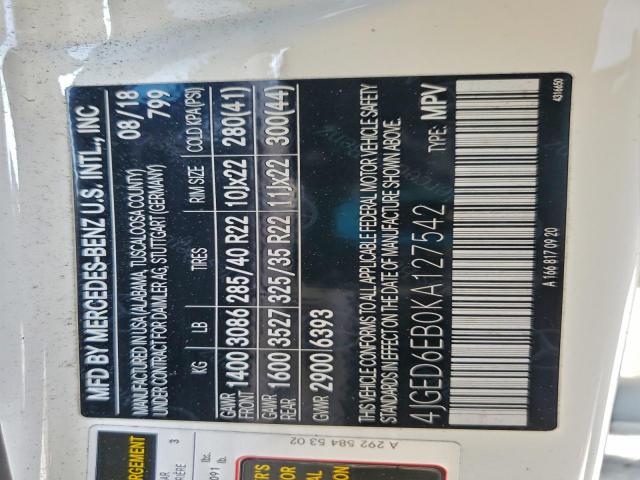 MFD BY MERCEDES-BENZ U.S. INTL., INC
MANUFACTURED IN USA (ALABAMA, TUSCALOOSA COUNTY) 08/18
UNDER CONTRACT FOR DAIMLER AG, STUTTGART (GERMANY) 799
KG LB TIRES RIM SIZE COLD KPA(PSI)
GAWR FRONT 1400 3086 285/40 R22 10Jx22 280(41)
GAWR REAR 1600 3527 325/35 R22 11Jx22 300(44)
GVWR 2900 6393
THIS VEHICLE CONFORMS TO ALL APPLICABLE FEDERAL MOTOR VEHICLE SAFETY
STANDARDS IN EFFECT ON THE DATE OF MANUFACTURE SHOWN ABOVE.
4JGED6EB0KA127542 TYPE: MPV
A 166 817 09 20 4316650
A 292 584 53 02